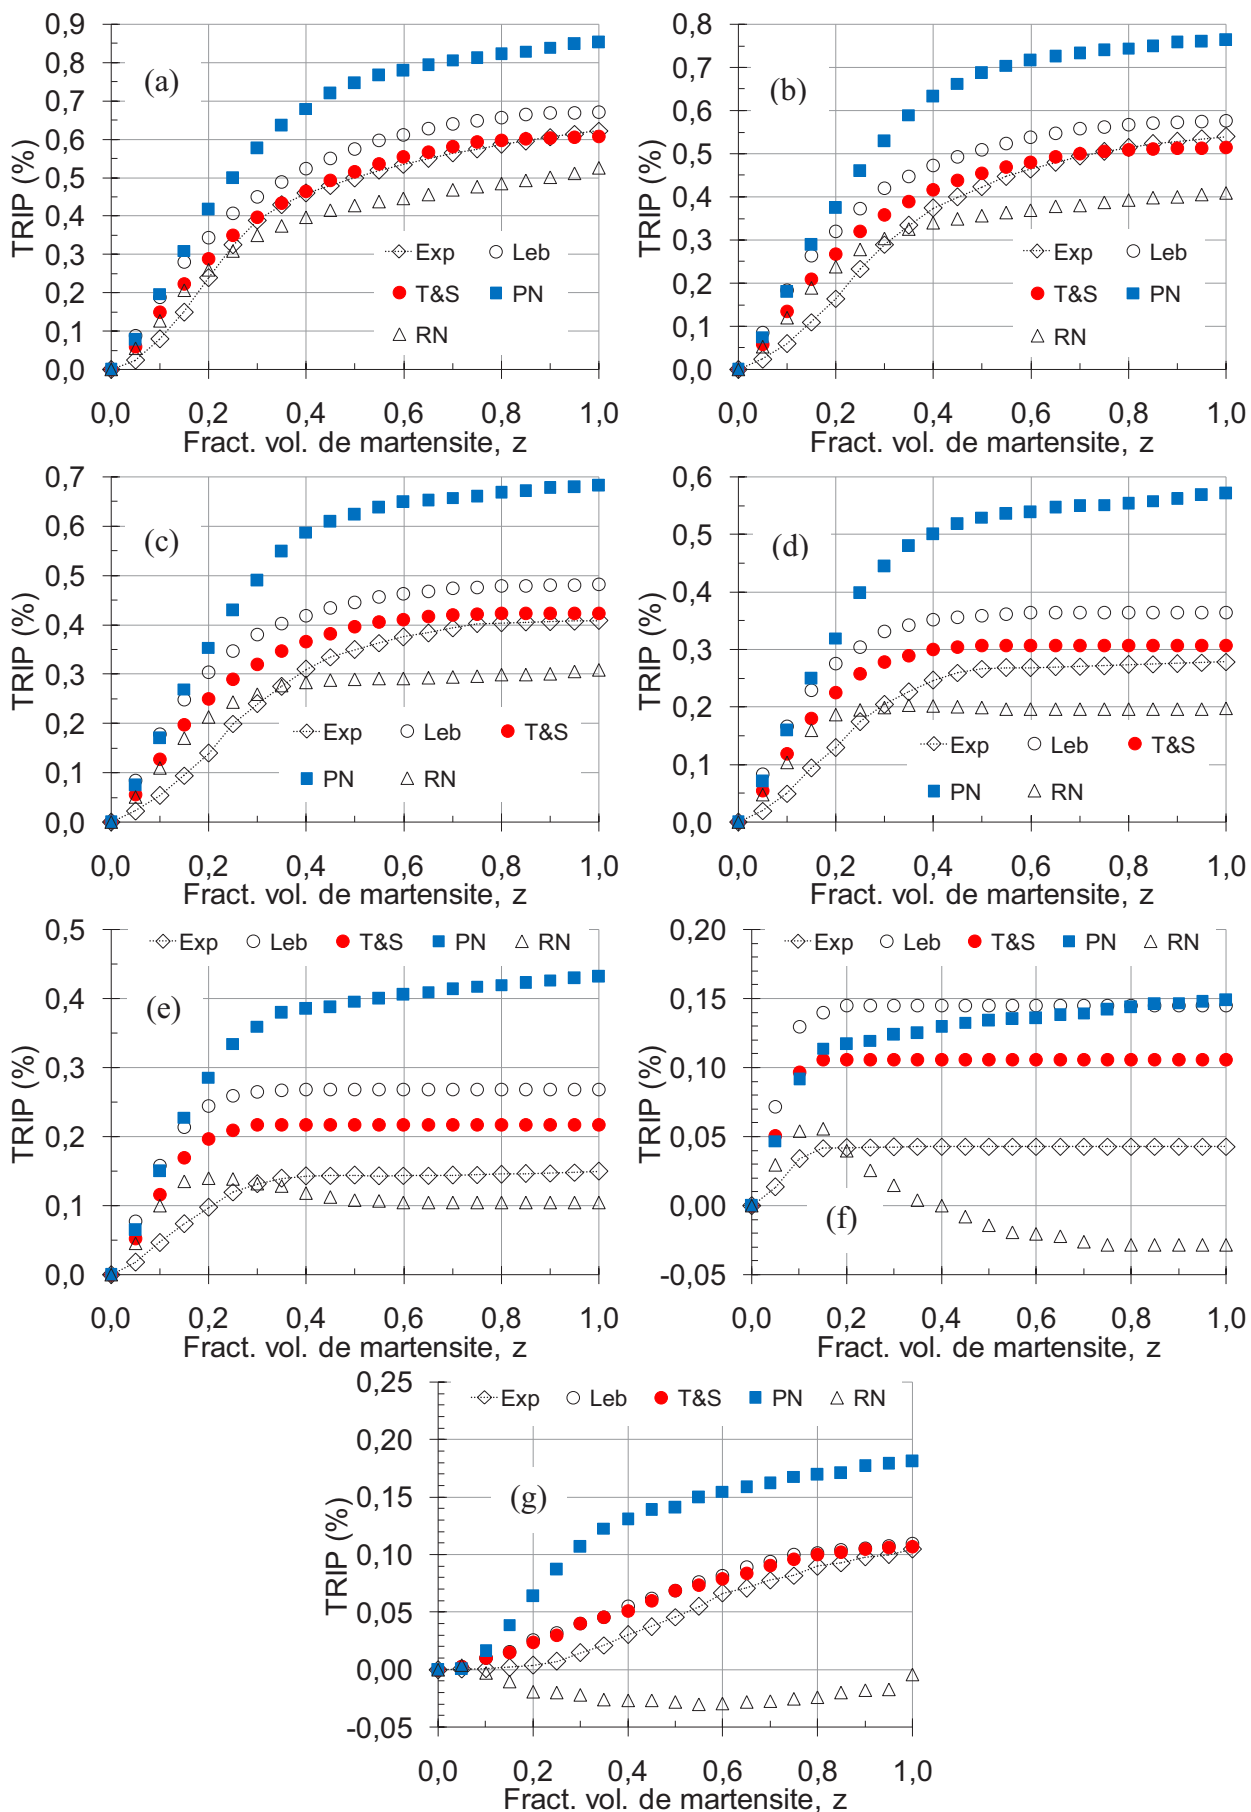 0,9
0,8
0,7
0,6
0,5
0,4
0,3
0,2
0,1
0,0
TRIP (%)
(a)
Exp Leb
T&S PN
RN
0,0 0,2 0,4 0,6 0,8 1,0
Fract. vol. de martensite, z
0,8
0,7
0,6
0,5
0,4
0,3
0,2
0,1
0,0
TRIP (%)
(b)
Exp Leb
T&S PN
RN
0,0 0,2 0,4 0,6 0,8 1,0
Fract. vol. de martensite, z
0,7
0,6
0,5
0,4
0,3
0,2
0,1
0,0
TRIP (%)
(c)
Exp Leb T&S
PN RN
0,0 0,2 0,4 0,6 0,8 1,0
Fract. vol. de martensite, z
0,6
0,5
0,4
0,3
0,2
0,1
0,0
TRIP (%)
(d)
Exp Leb T&S
PN RN
0,0 0,2 0,4 0,6 0,8 1,0
Fract. vol. de martensite, z
0,5
0,4
0,3
0,2
0,1
0,0
TRIP (%)
Exp Leb T&S PN RN
(e)
0,0 0,2 0,4 0,6 0,8 1,0
Fract. vol. de martensite, z
0,20
0,15
0,10
0,05
0,00
-0,05
TRIP (%)
Exp Leb T&S PN RN
(f)
0,0 0,2 0,4 0,6 0,8 1,0
Fract. vol. de martensite, z
0,25
0,20
0,15
0,10
0,05
0,00
-0,05
TRIP (%)
Exp Leb T&S PN RN
(g)
0,0 0,2 0,4 0,6 0,8 1,0
Fract. vol. de martensite, z